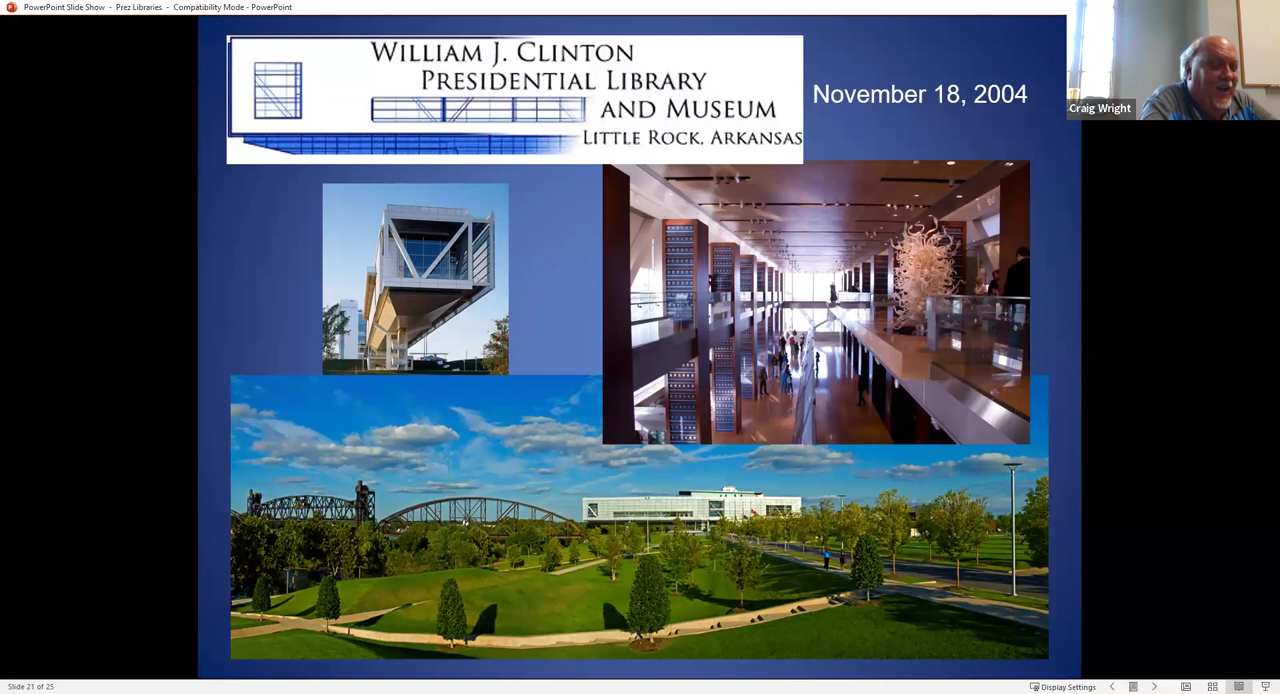 PowerPoint Slide Show - Prez Libraries - Compatibility Mode - PowerPoint
WILLIAM J. CLINTON
PRESIDENTIAL LIBRARY
AND MUSEUM
LITTLE ROCK, ARKANSAS
November 18, 2004
Craig Wright
Slide 21 of 25
Display Settings